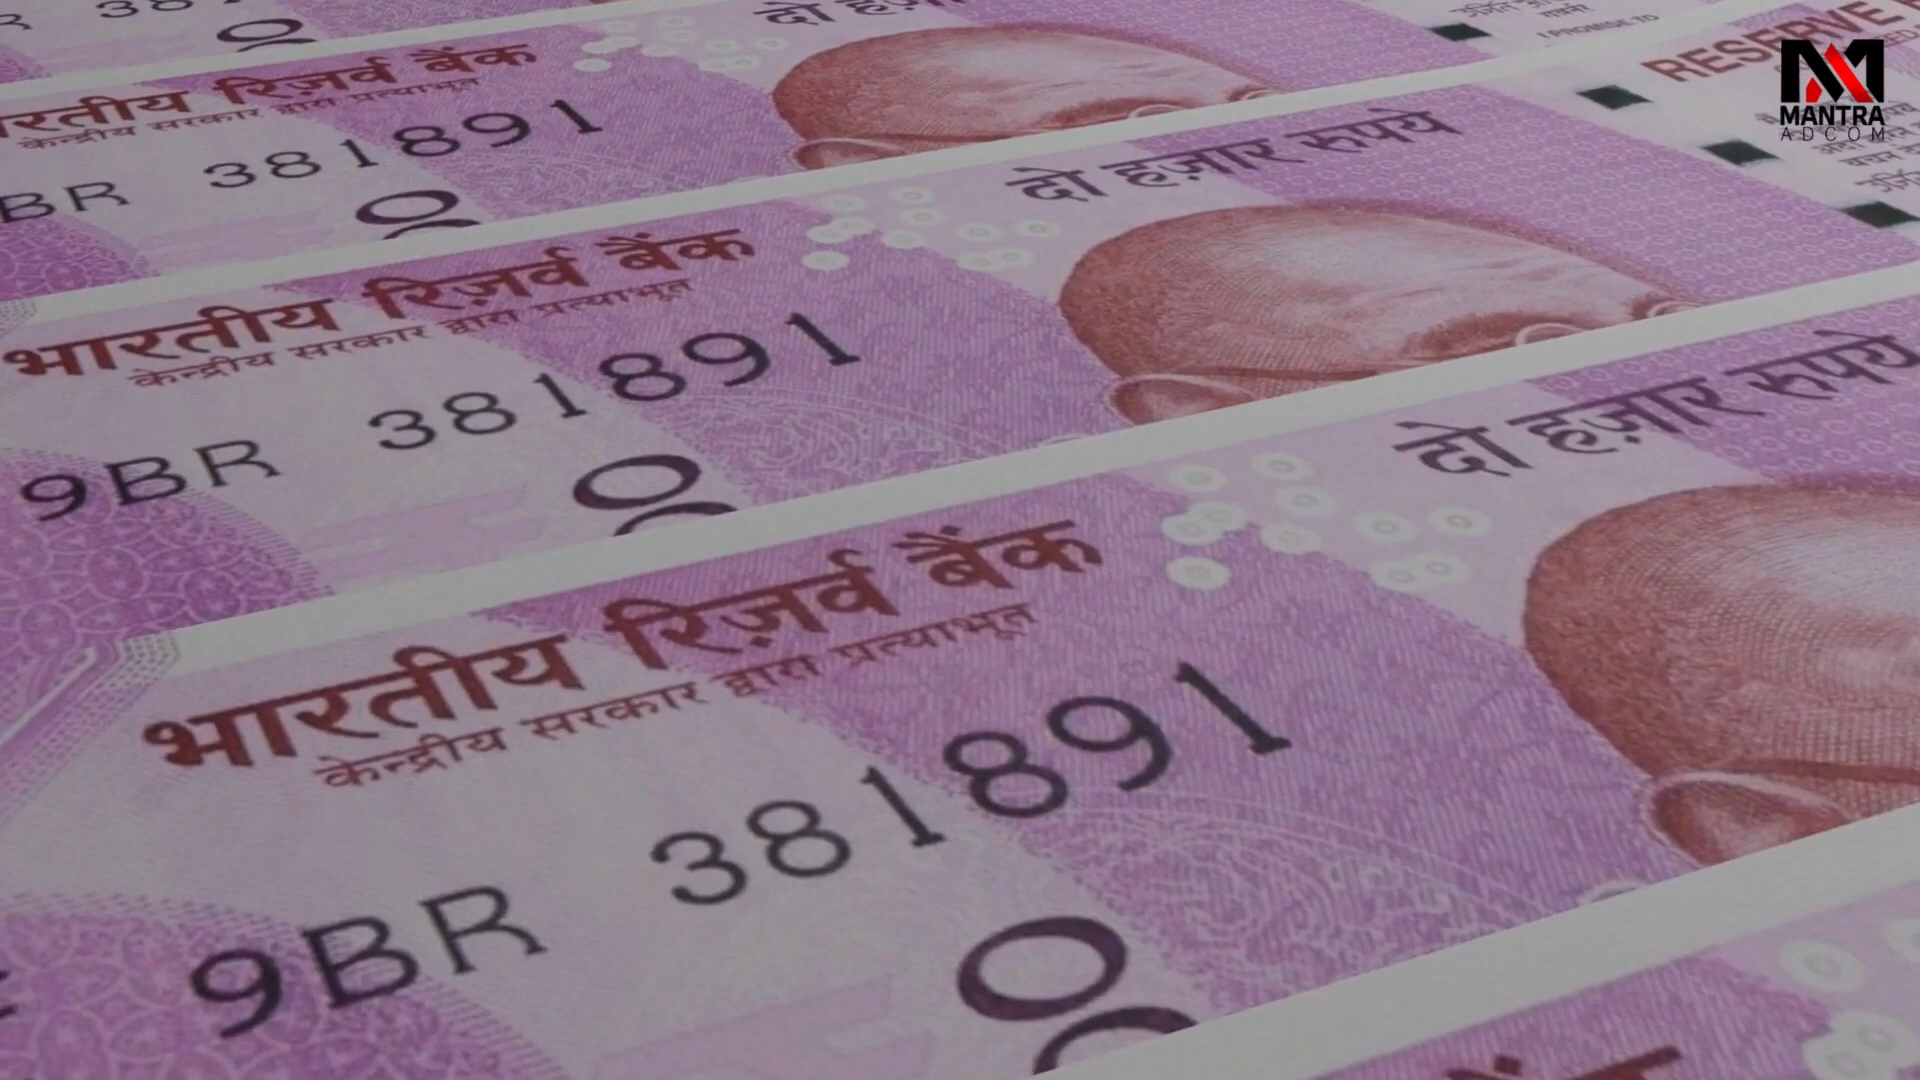 दो हज़ार
RESERVE
I PROMISE TO
भारतीय रिज़र्व बैंक
केन्द्रीय सरकार द्वारा प्रत्याभूत
BR 381891
MANTRA
ADCOM
दो हज़ार रुपये
भारतीय रिज़र्व बैंक
केन्द्रीय सरकार द्वारा प्रत्याभूत
9BR 381891
दो हज़ार रुपये
भारतीय रिज़र्व बैंक
केन्द्रीय सरकार द्वारा प्रत्याभूत
9BR 381891